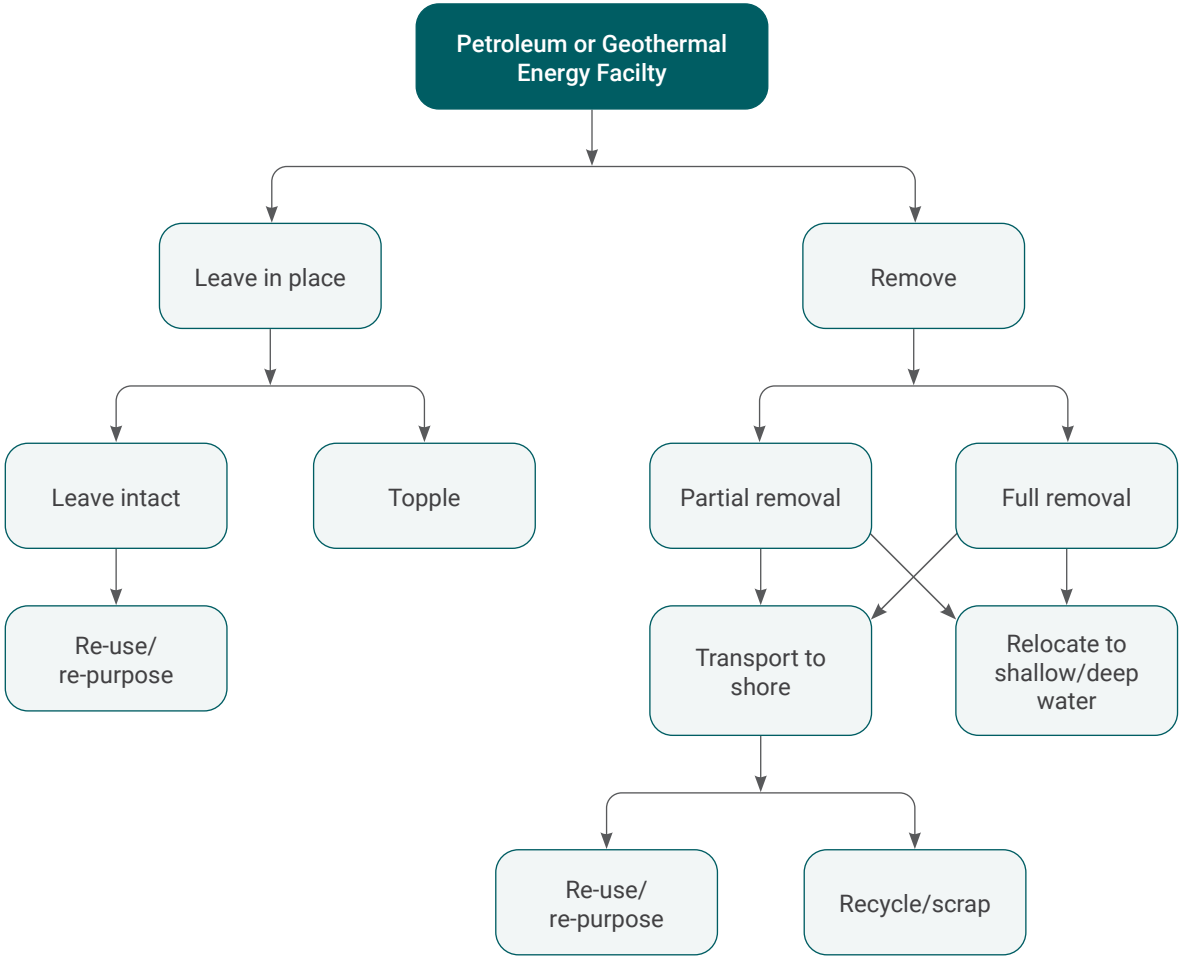 Petroleum or Geothermal
Energy Facilty
Leave in place
Remove
Leave intact
Topple
Partial removal
Full removal
Re-use/
re-purpose
Transport to
shore
Relocate to
shallow/deep
water
Re-use/
re-purpose
Recycle/scrap